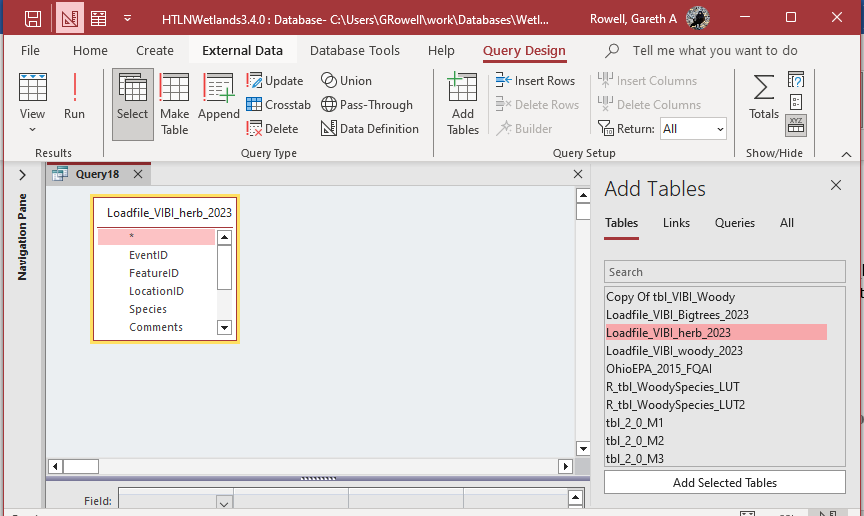 HTLNWetlands3.4.0 : Database- C:\Users\GRowell\work\Databases\Wetl...
Rowell, Gareth A
File
Home
Create
External Data
Database Tools
Help
Query Design
Tell me what you want to do
View
Run
Results
Select
Make Table
Append
Update
Crosstab
Delete
Union
Pass-Through
Data Definition
Query Type
Add Tables
Insert Rows
Delete Rows
Builder
Insert Columns
Delete Columns
Return: All
Query Setup
Totals
XYZ
Show/Hide
Navigation Pane
Query18
Loadfile_VIBI_herb_2023
*
EventID
FeatureID
LocationID
Species
Comments
Field:
Add Tables
Tables
Links
Queries
All
Search
Copy Of tbl_VIBI_Woody
Loadfile_VIBI_Bigtrees_2023
Loadfile_VIBI_herb_2023
Loadfile_VIBI_woody_2023
OhioEPA_2015_FQAI
R_tbl_WoodySpecies_LUT
R_tbl_WoodySpecies_LUT2
tbl_2_0_M1
tbl_2_0_M2
tbl_2_0_M3
Add Selected Tables